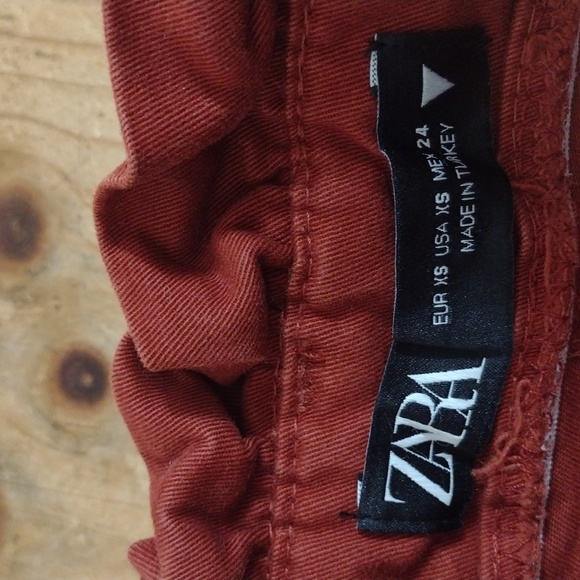 ZARA
EUR XS USA XS MEX 24
MADE IN TURKEY